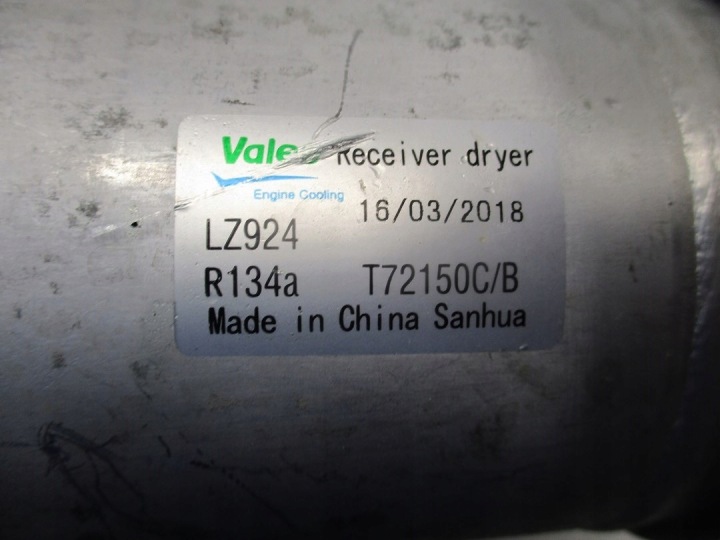 Valeo Receiver dryer
Engine Cooling
16/03/2018
LZ924
R134a T72150C/B
Made in China Sanhua